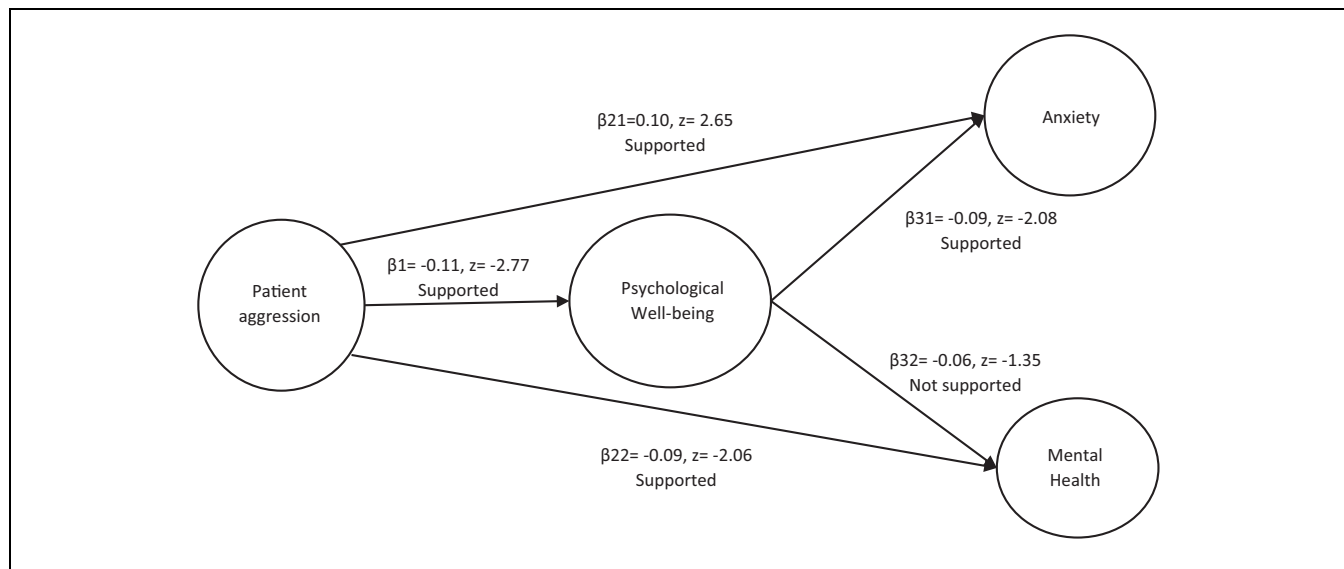 Anxiety
β21=0.10, z= 2.65
Supported
β31= -0.09, z= -2.08
Supported
β1= -0.11, z= -2.77
Supported
Patient
aggression
Psychological
Well-being
β32= -0.06, z= -1.35
Not supported
β22= -0.09, z= -2.06
Supported
Mental
Health